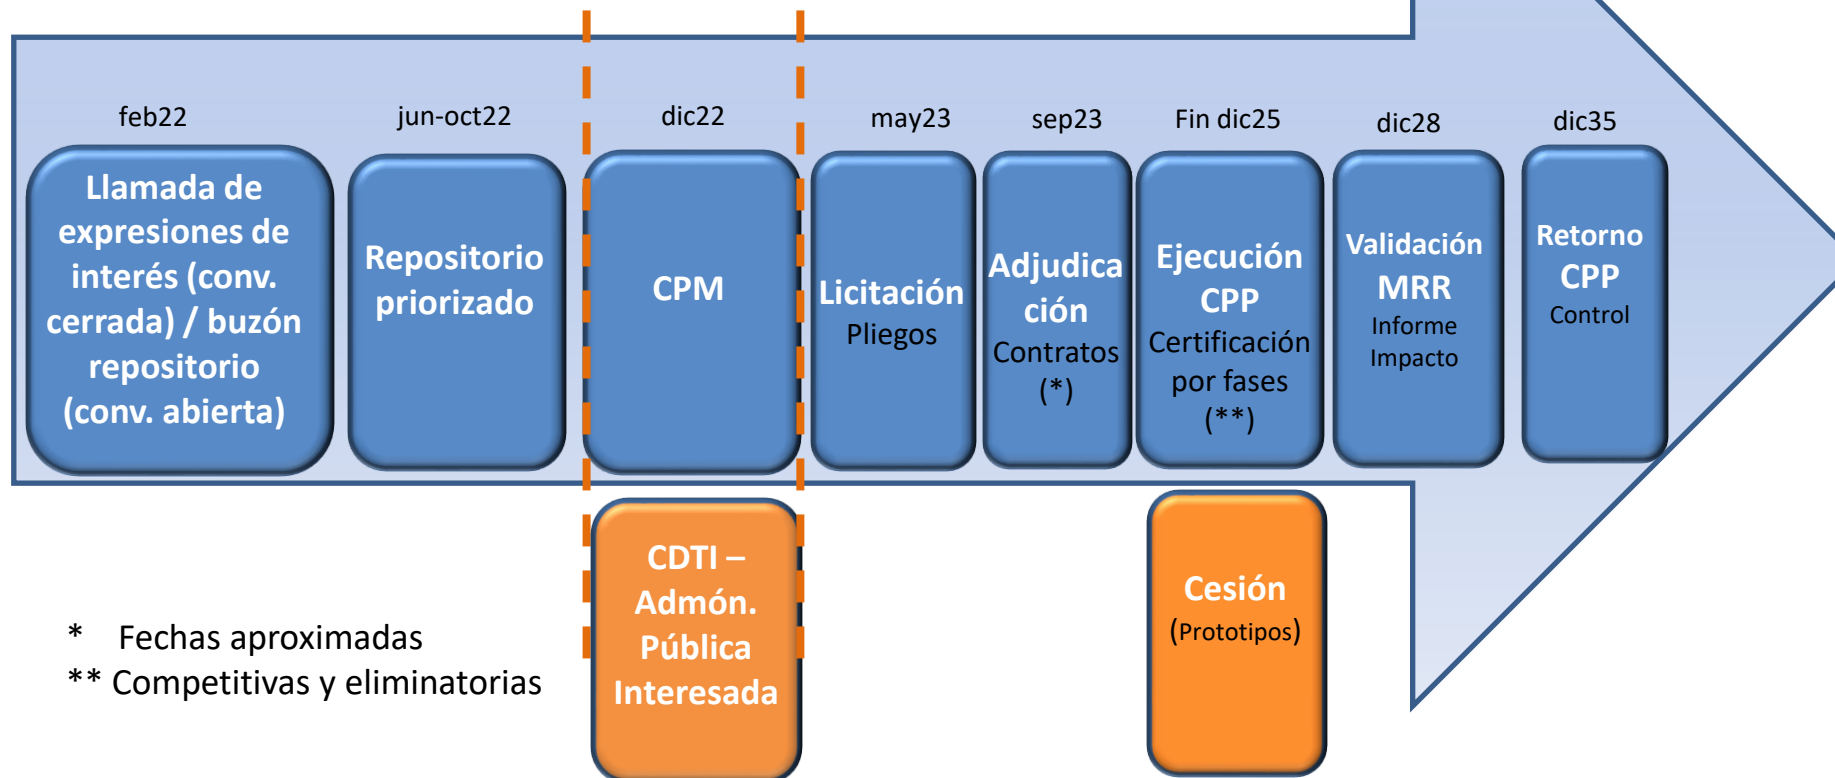 feb22
Llamada de
expresiones de
interés (conv.
cerrada) / buzón
repositorio
(conv. abierta)
jun-oct22
Repositorio
priorizado
dic22
CPM
may23
Licitación
Pliegos
sep23
Adjudica
ción
Contratos
(*)
Fin dic25
Ejecución
CPP
Certificación
por fases
(**)
dic28
Validación
MRR
Informe
Impacto
dic35
Retorno
CPP
Control
CDTI –
Admón.
Pública
Interesada
Cesión
(Prototipos)
* Fechas aproximadas
** Competitivas y eliminatorias